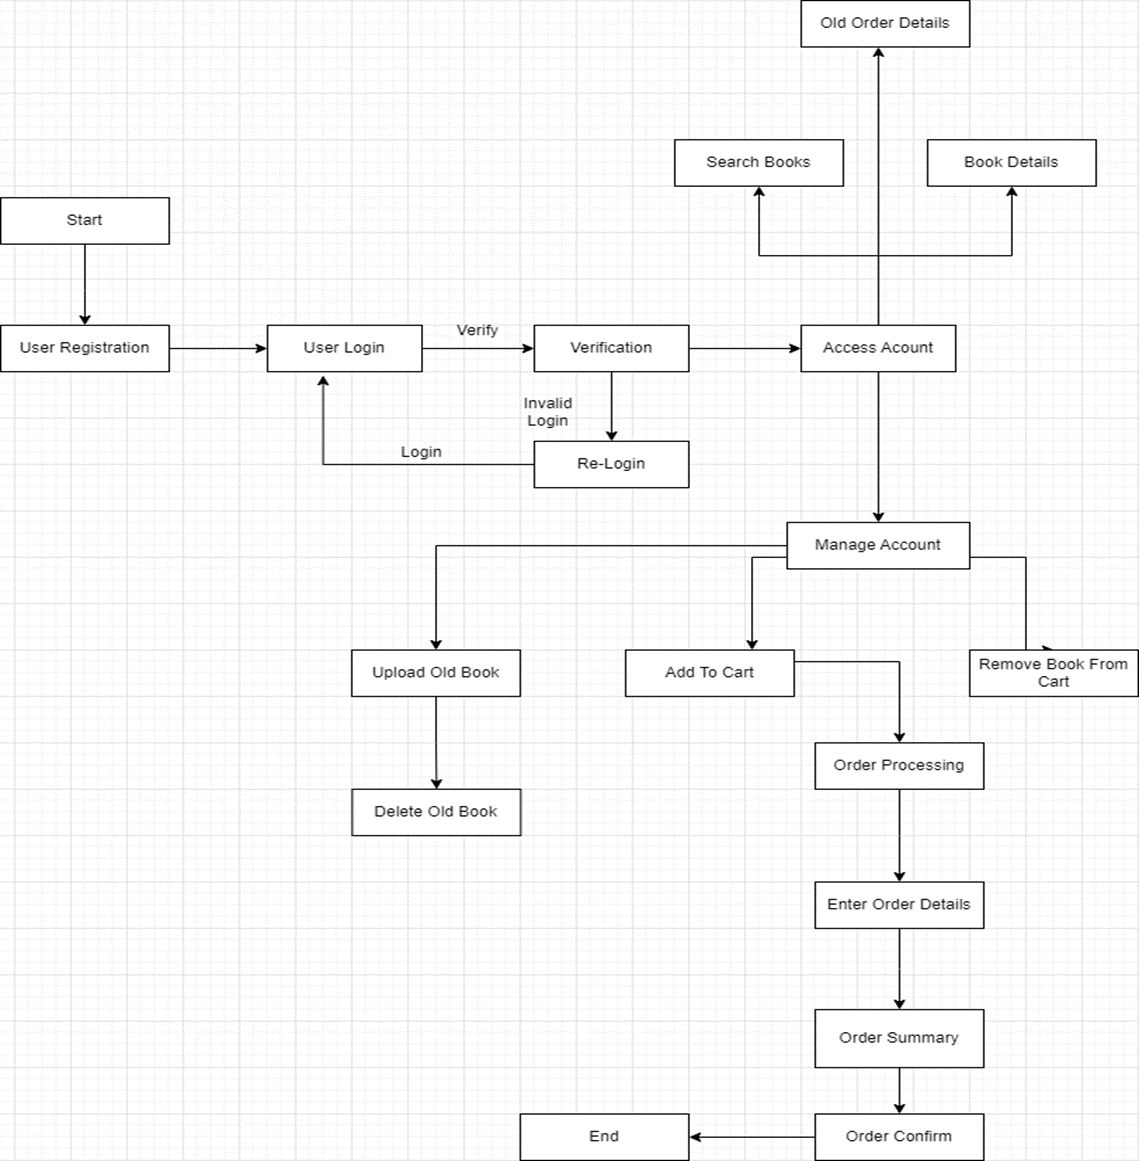 Old Order Details
Search Books
Book Details
Start
User Registration
User Login
Verify
Verification
Access Acount
Invalid
Login
Login
Re-Login
Manage Account
Upload Old Book
Add To Cart
Remove Book From
Cart
Order Processing
Delete Old Book
Enter Order Details
Order Summary
End
Order Confirm